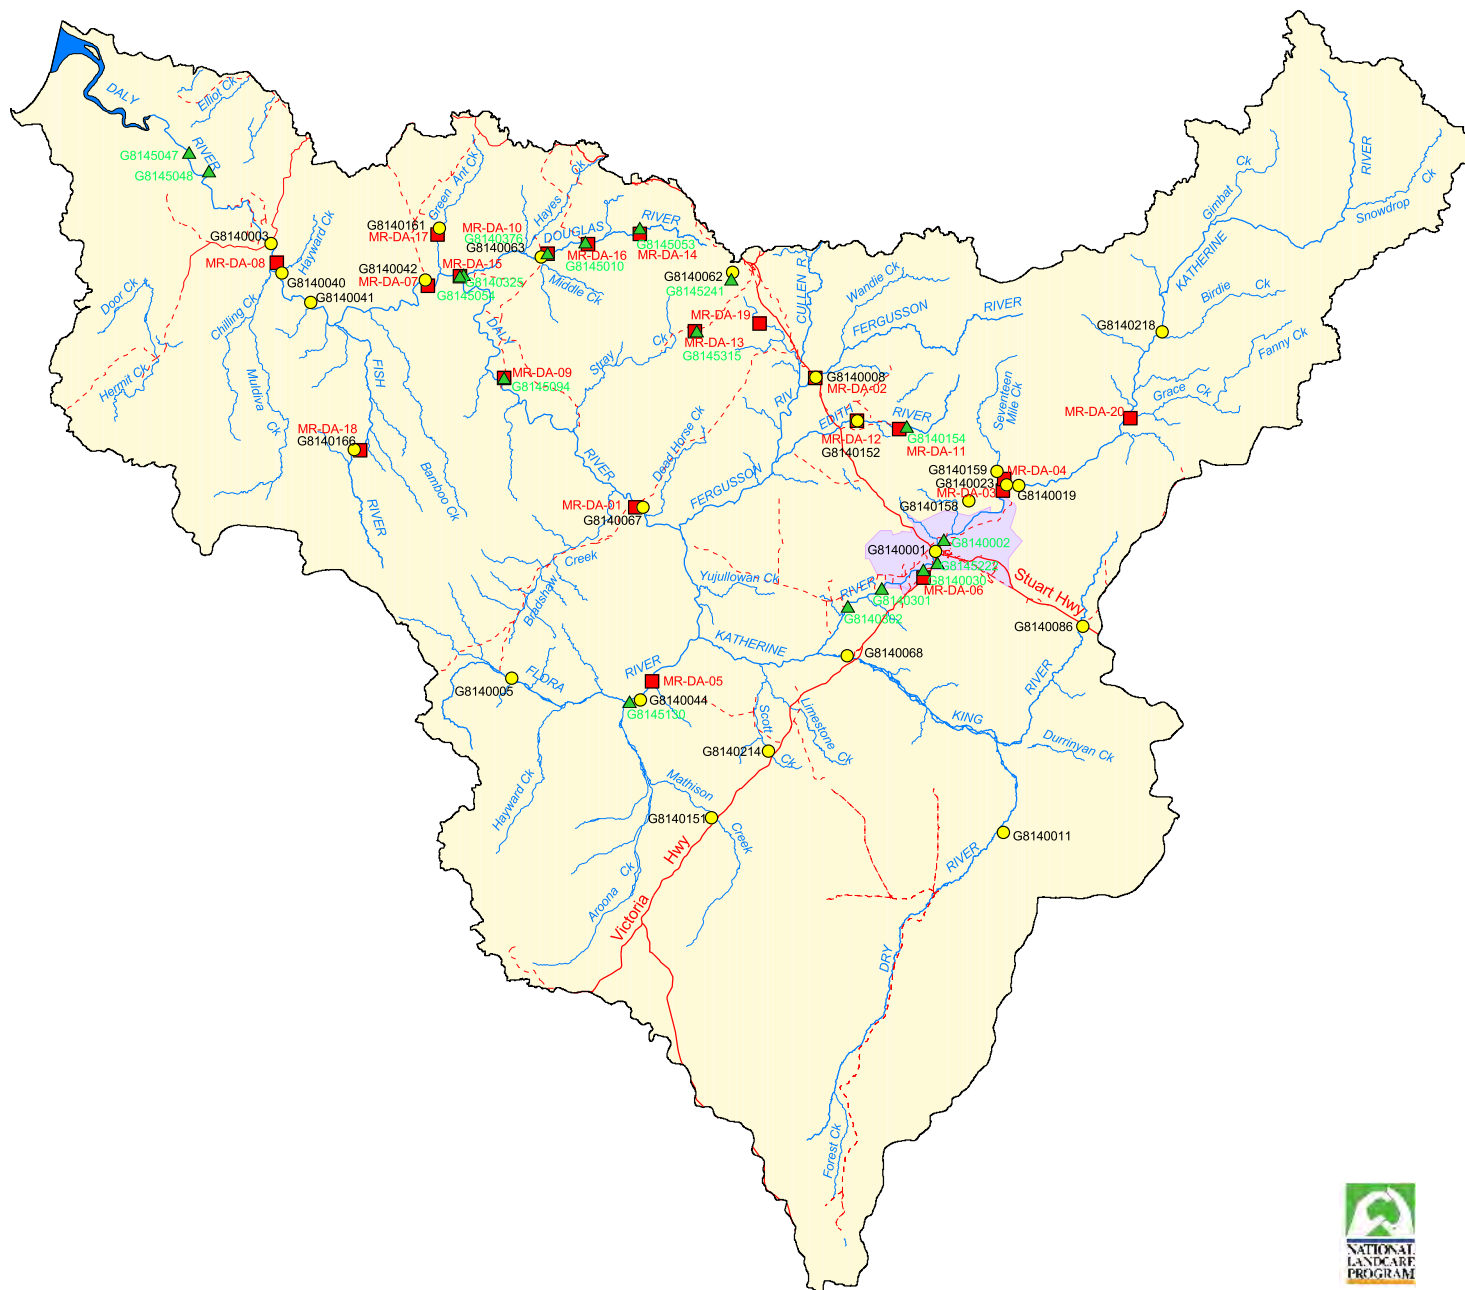 DALY
RIVER
Elliot Ck
G8145047
G8145048
G8140003
MR-DA-08
Hayward Ck
G8140040
G8140041
Door Ck
Chilling Ck
Hermit Ck
Muldiva
Ck
Green Ant Ck
G8140161
MR-DA-17
G8140042
MR-DA-07
MR-DA-15
G8140325
G8145054
MR-DA-10
G8140376
G8140063
Hayes
Ck
DOUGLAS
RIVER
MR-DA-16
G8145010
G8145053
MR-DA-14
Middle Ck
G8140062
G8145241
CULLEN R.
Wandie Ck
FERGUSSON
RIVER
MR-DA-19
MR-DA-13
G8145315
Stray
Ck
DALY
MR-DA-09
G8145094
FISH
MR-DA-18
G8140166
Bamboo Ck
RIVER
RIVER
Dead Horse Ck
FERGUSSON
RIV
G8140008
MR-DA-02
EDITH
RIVER
MR-DA-12
G8140152
G8140154
MR-DA-11
MR-DA-01
G8140067
Seventeen
Mile Ck
G8140159
MR-DA-04
G8140023
MR-DA-03
G8140019
G8140158
Gimbat
Ck
RIVER
Snowdrop
Ck
KATHERINE
Birdie
Ck
G8140218
Fanny Ck
Grace
Ck
MR-DA-20
G8140002
G8140001
G8140030
MR-DA-06
G8140301
G8140302
RIVER
Stuart Hwy
G8140086
Yujullowan Ck
Creek
Bradshaw
KATHERINE
G8140068
RIVER
FLORA
G8140005
RIVER
MR-DA-05
G8140044
G8145130
KING
Durrinyan Ck
Scott
Ck
Limestone
Ck
G8140214
Hayward Ck
Mathison
Creek
G8140151
G8140011
RIVER
Hwy
Victoria
Aroona
Ck
DRY
Forest Ck
NATIONAL
LANDCARE
PROGRAM